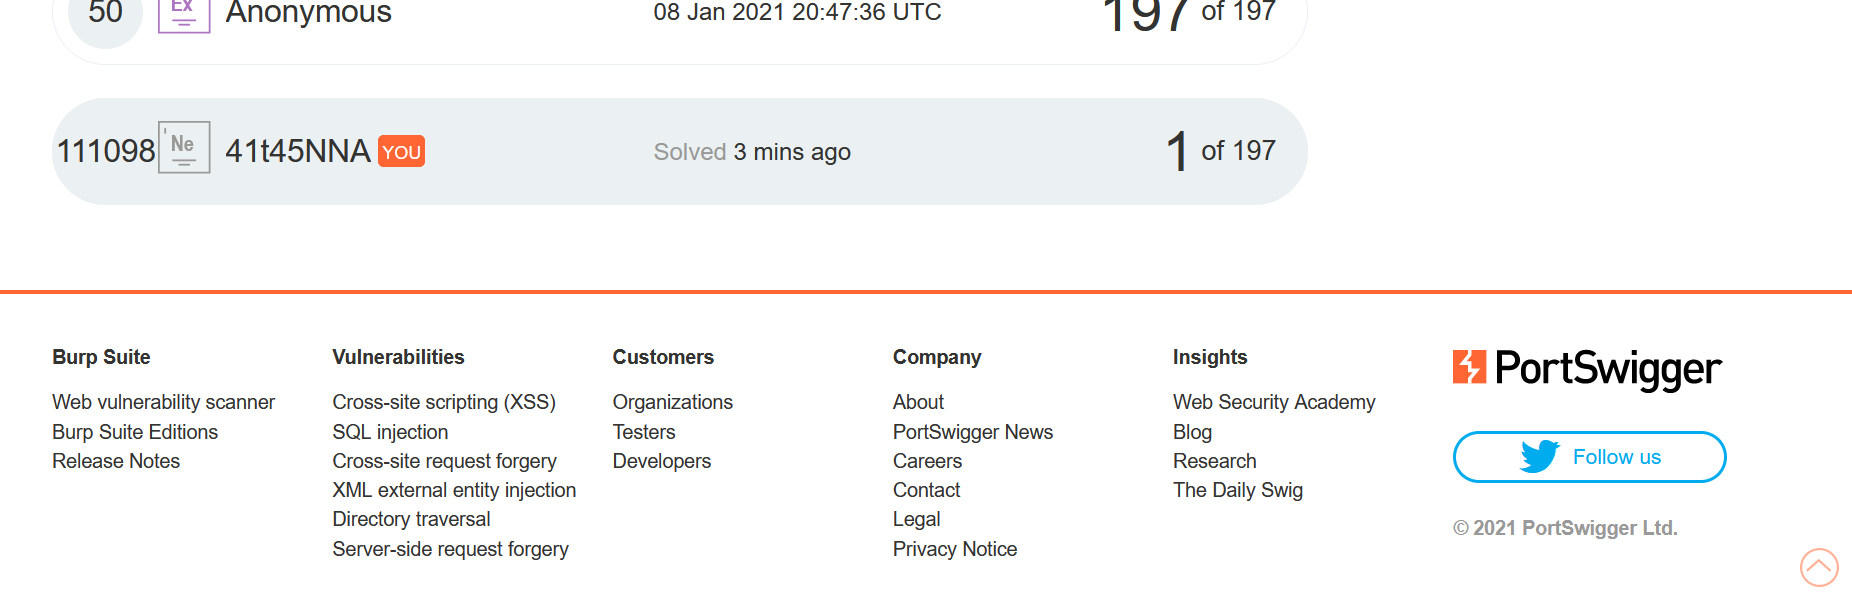 50 Ex Anonymous 08 Jan 2021 20:47:36 UTC 197 of 197
111098 Ne 41t45NNA YOU Solved 3 mins ago 1 of 197
Burp Suite
Web vulnerability scanner
Burp Suite Editions
Release Notes
Vulnerabilities
Cross-site scripting (XSS)
SQL injection
Cross-site request forgery
XML external entity injection
Directory traversal
Server-side request forgery
Customers
Organizations
Testers
Developers
Company
About
PortSwigger News
Careers
Contact
Legal
Privacy Notice
Insights
Web Security Academy
Blog
Research
The Daily Swig
PortSwigger
Follow us
© 2021 PortSwigger Ltd.